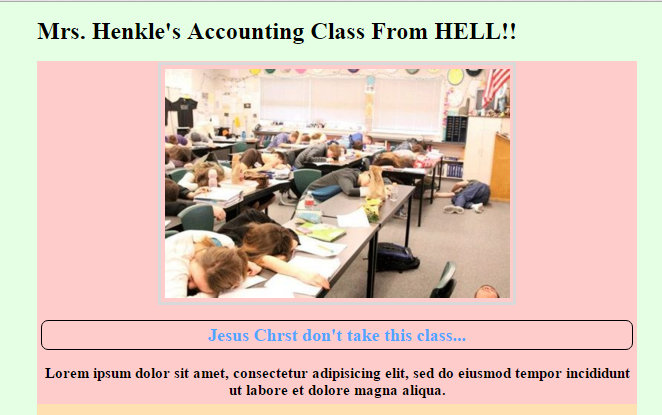 Mrs. Henkle's Accounting Class From HELL!!
Jesus Chrst don't take this class...
Lorem ipsum dolor sit amet, consectetur adipisicing elit, sed do eiusmod tempor incididunt
ut labore et dolore magna aliqua.